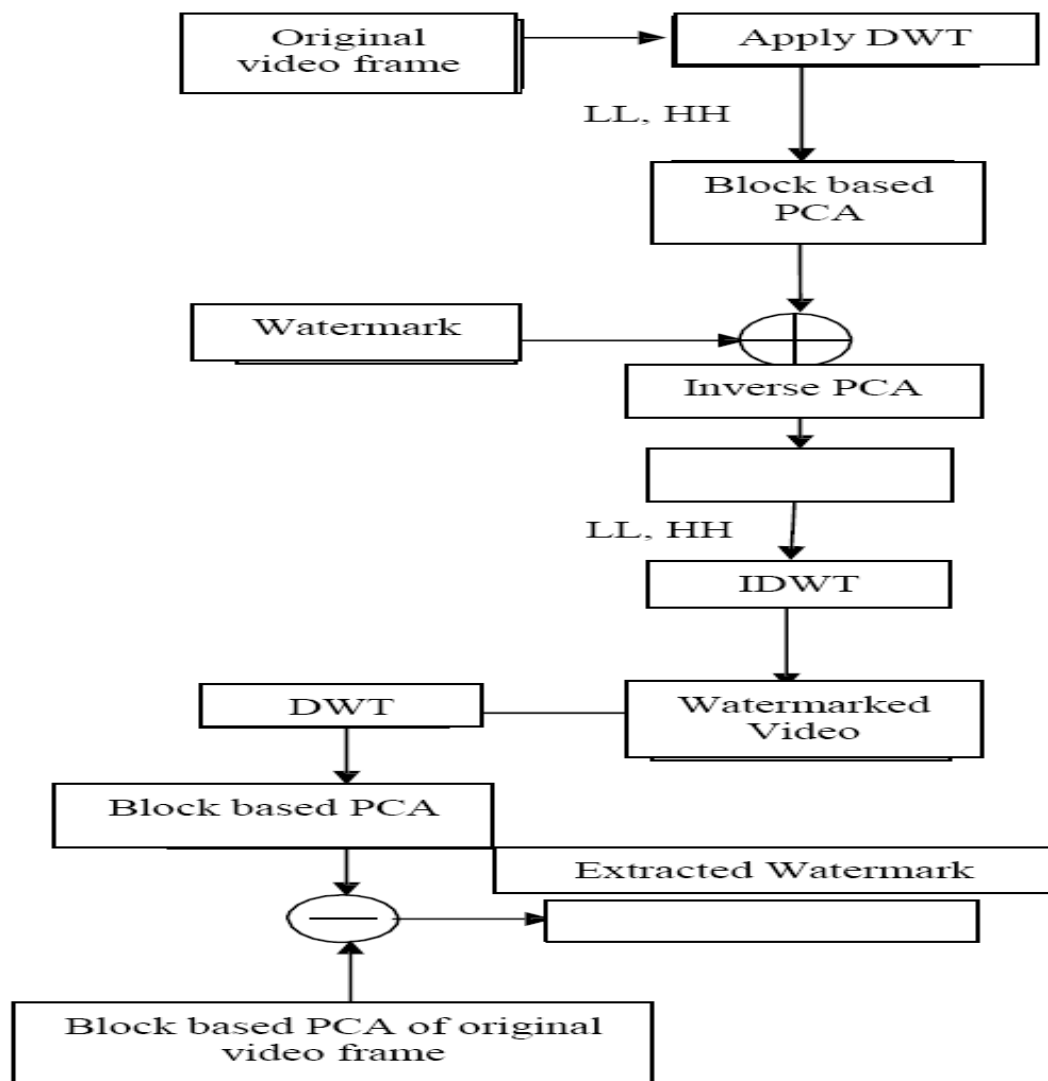 Original
video frame
Apply DWT
LL, HH
Block based
PCA
Watermark
Inverse PCA
LL, HH
IDWT
Watermarked
Video
DWT
Block based PCA
Extracted Watermark
Block based PCA of original
video frame